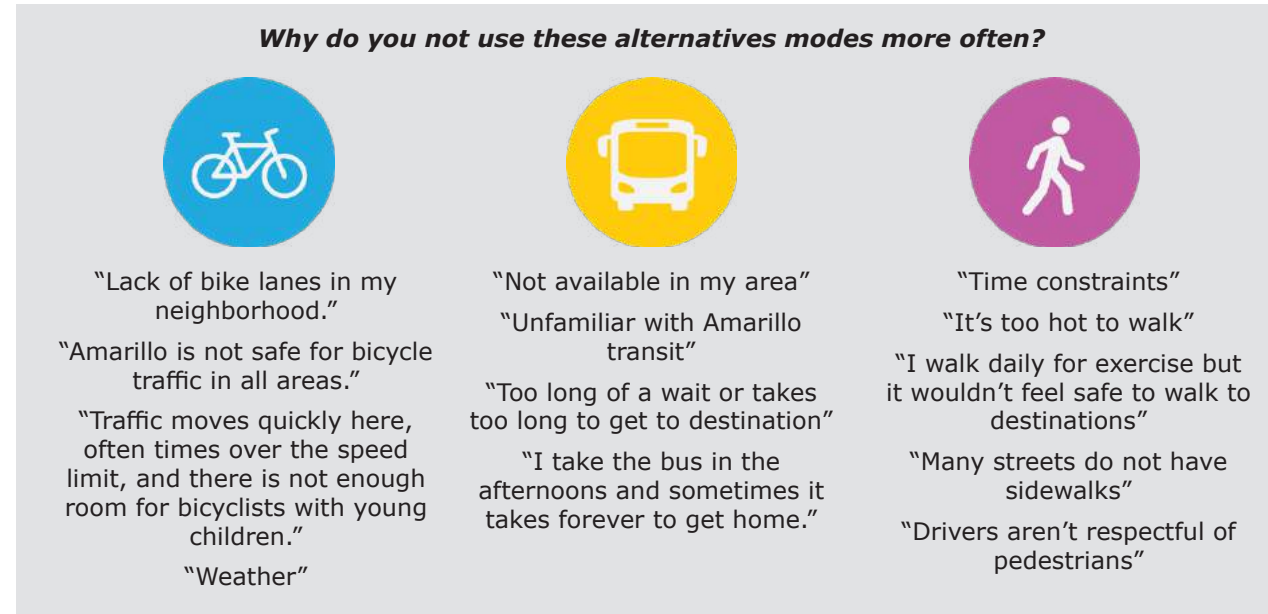 Why do you not use these alternatives modes more often?
“Lack of bike lanes in my
neighborhood.”
“Amarillo is not safe for bicycle
traffic in all areas.”
“Traffic moves quickly here,
often times over the speed
limit, and there is not enough
room for bicyclists with young
children.”
“Weather”
“Not available in my area”
“Unfamiliar with Amarillo
transit”
“Too long of a wait or takes
too long to get to destination”
“I take the bus in the
afternoons and sometimes it
takes forever to get home.”
“Time constraints”
“It’s too hot to walk”
“I walk daily for exercise but
it wouldn’t feel safe to walk to
destinations”
“Many streets do not have
sidewalks”
“Drivers aren’t respectful of
pedestrians”